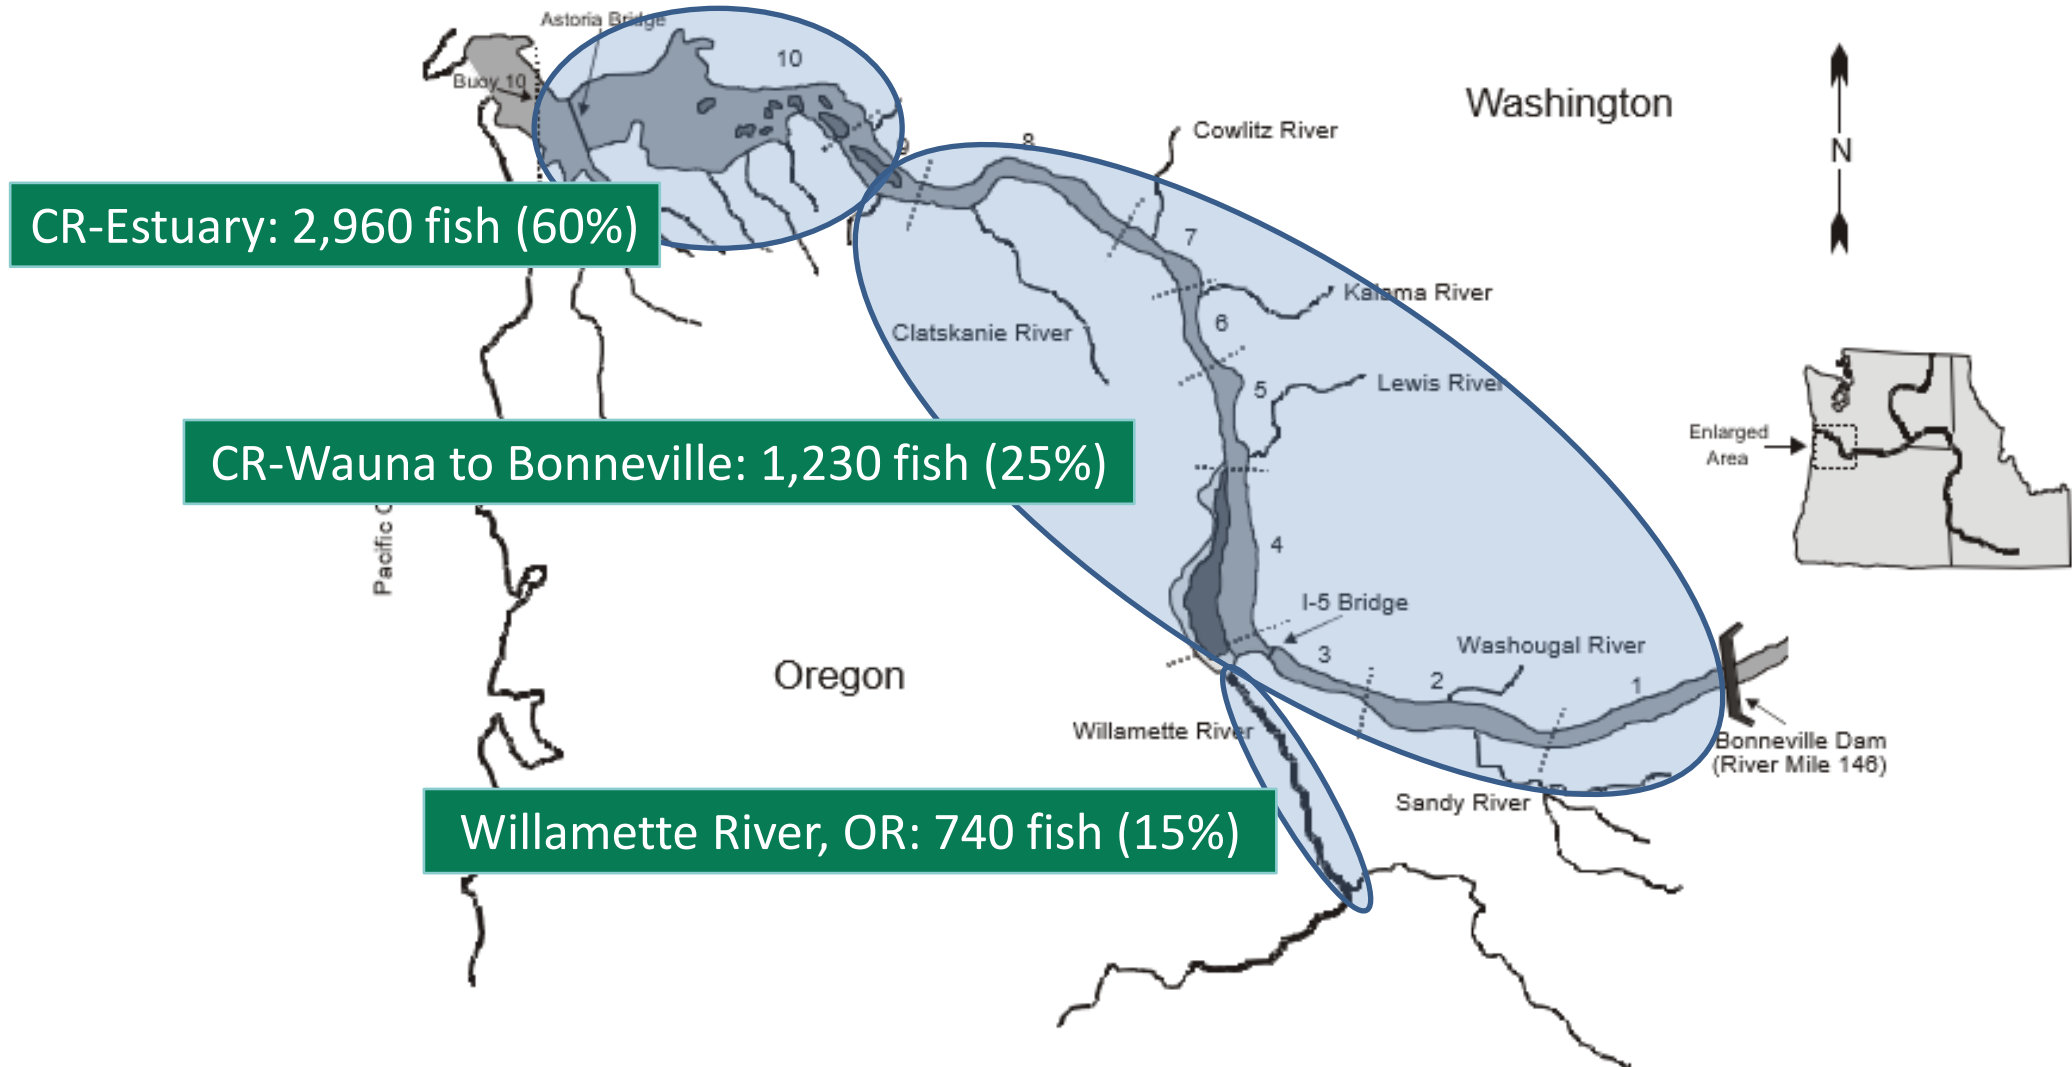 Astoria Bridge
10
Buoy 10
Washington
Cowlitz River
8
9
N
CR-Estuary: 2,960 fish (60%)
7
Kalama River
6
Clatskanie River
5
Lewis River
Enlarged
Area
CR-Wauna to Bonneville: 1,230 fish (25%)
Pacific
4
I-5 Bridge
3
Washougal River
Oregon
2
1
Willamette River
Bonneville Dam
(River Mile 146)
Sandy River
Willamette River, OR: 740 fish (15%)